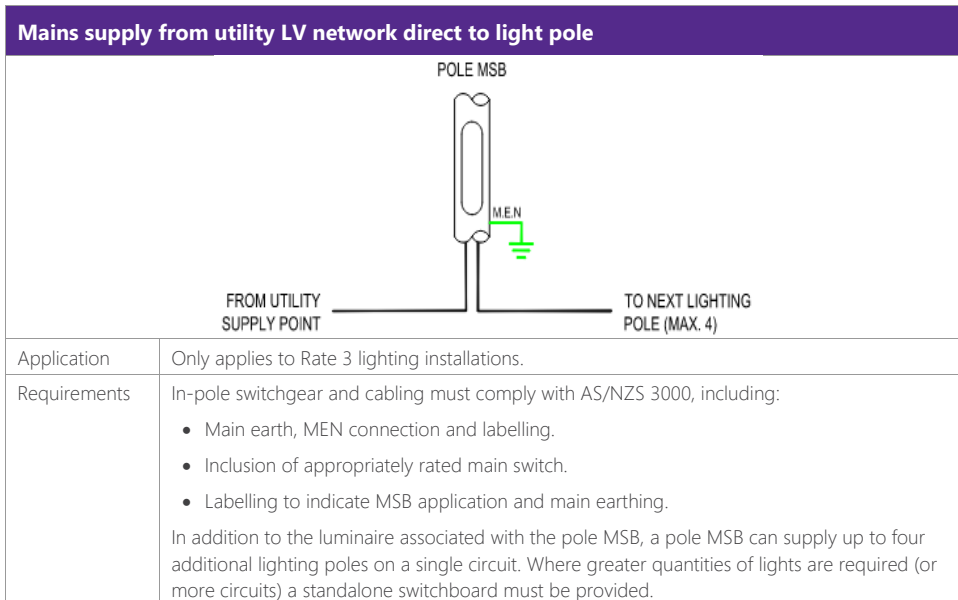 Mains supply from utility LV network direct to light pole
POLE MSB
M.E.N
FROM UTILITY
SUPPLY POINT
TO NEXT LIGHTING
POLE (MAX. 4)
Application
Only applies to Rate 3 lighting installations.
Requirements
In-pole switchgear and cabling must comply with AS/NZS 3000, including:
• Main earth, MEN connection and labelling.
• Inclusion of appropriately rated main switch.
• Labelling to indicate MSB application and main earthing.
In addition to the luminaire associated with the pole MSB, a pole MSB can supply up to four
additional lighting poles on a single circuit. Where greater quantities of lights are required (or
more circuits) a standalone switchboard must be provided.